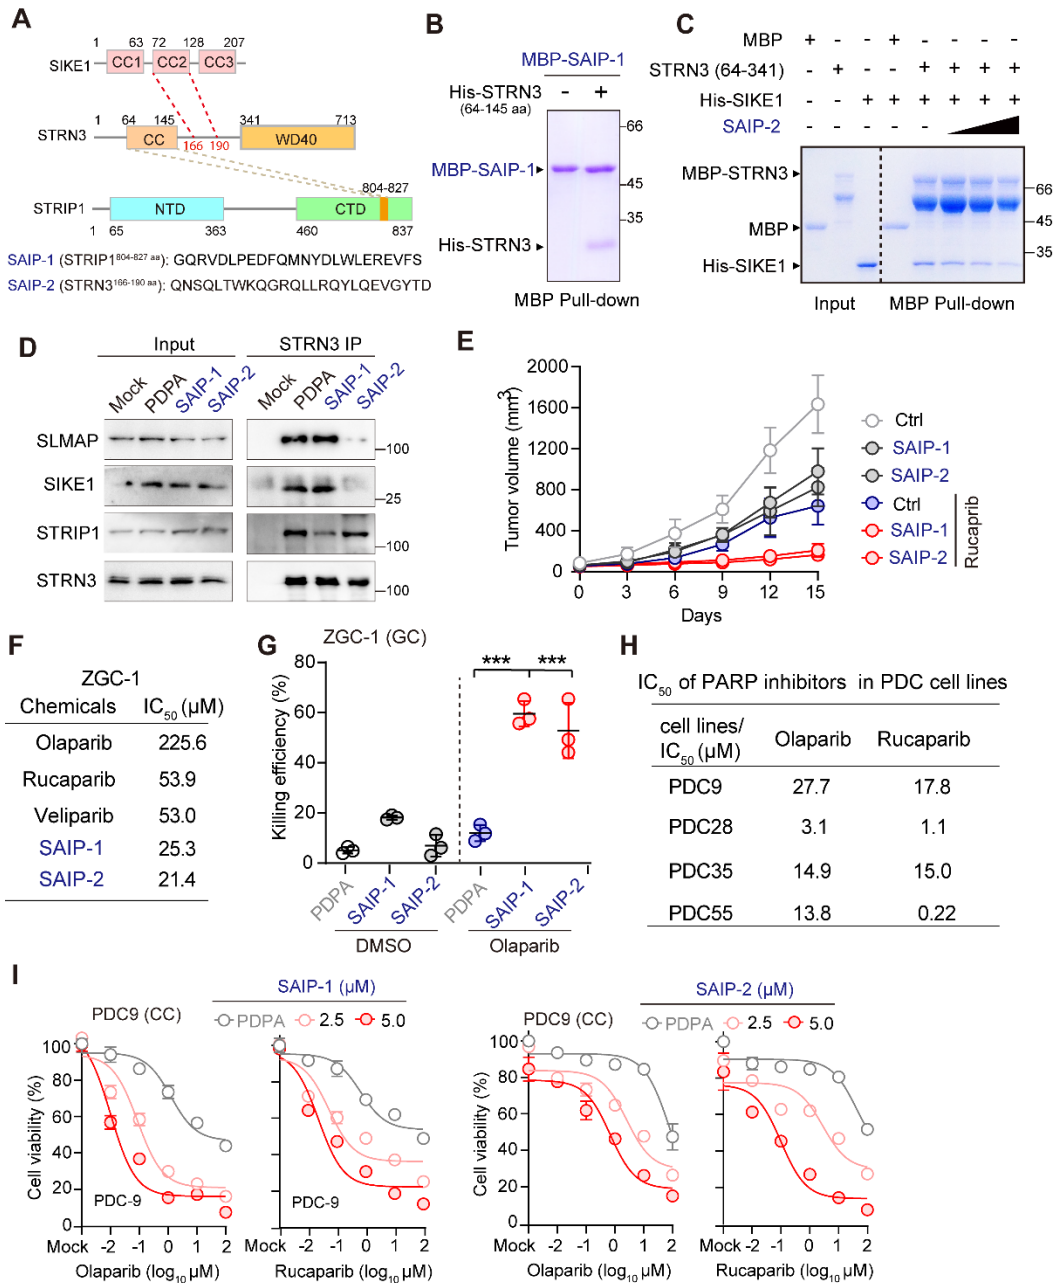 A
1 63 72 128 207
SIKE1 CC1 CC2 CC3
1 64 145 341 713
STRN3 CC 166 190 WD40
804-827
STRIP1 NTD CTD
1 65 363 460 837
SAIP-1 (STRIP1804-827 aa): GQRVDLPEDFQMNYDLWLEREVFS
SAIP-2 (STRN3166-190 aa): QNSQLTWKQGRQLLRQYLQEVGYTD
B
MBP-SAIP-1
His-STRN3 - +
(64-145 aa)
66
MBP-SAIP-1
45
35
His-STRN3
MBP Pull-down
C
MBP + - - + - - - -
STRN3 (64-341) - + - - + + + +
His-SIKE1 - - + + + + + +
SAIP-2 - - - - -
MBP-STRN3
66
MBP
45
His-SIKE1
35
Input MBP Pull-down
D
Input STRN3 IP
Mock PDPA SAIP-1 SAIP-2 Mock PDPA SAIP-1 SAIP-2
SLMAP 100
SIKE1 25
STRIP1 100
STRN3 100
E
Tumor volume (mm3)
2000
1600
1200
800
400
0
0 3 6 9 12 15
Days
Ctrl
SAIP-1
SAIP-2
Ctrl
SAIP-1
SAIP-2
Rucaprib
F
ZGC-1
Chemicals IC50 (µM)
Olaparib 225.6
Rucaparib 53.9
Veliparib 53.0
SAIP-1 25.3
SAIP-2 21.4
G
ZGC-1 (GC)
Killing efficiency (%)
80
60
40
20
0
*** ***
PDPA SAIP-1 SAIP-2 PDPA SAIP-1 SAIP-2
DMSO Olaparib
H
IC50 of PARP inhibitors in PDC cell lines
cell lines/
IC50 (µM) Olaparib Rucaparib
PDC9 27.7 17.8
PDC28 3.1 1.1
PDC35 14.9 15.0
PDC55 13.8 0.22
I
SAIP-1 (µM)
PDC9 (CC) PDPA 2.5 5.0
Cell viability (%)
100
80
60
40
20
0
PDC-9
Mock -2 -1 0 1 2
Olaparib (log10 µM)
PDC-9
Mock -2 -1 0 1 2
Rucaparib (log10 µM)
SAIP-2 (µM)
PDC9 (CC) PDPA 2.5 5.0
Cell viability (%)
100
80
60
40
20
0
Mock -2 -1 0 1 2
Olaparib (log10 µM)
Mock -2 -1 0 1 2
Rucaparib (log10 µM)